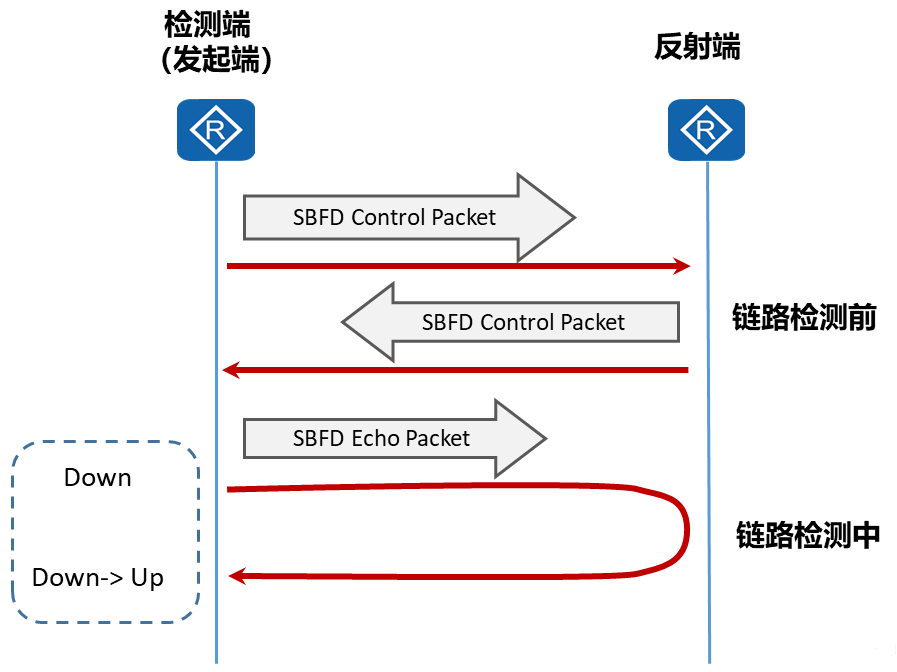 检测端
（发起端）
反射端
R
R
SBFD Control Packet
SBFD Control Packet
链路检测前
SBFD Echo Packet
Down
链路检测中
Down-> Up